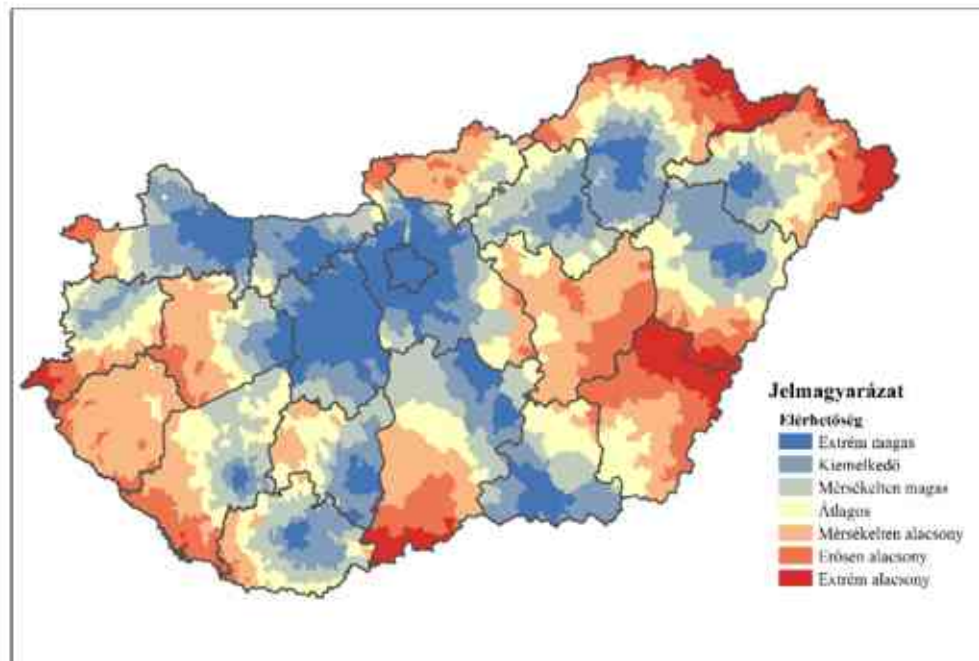 Jelmagyarázat
Elérhetőség
Extrém magas
Kiemelkedő
Mérsékelten magas
Átlagos
Mérsékelten alacsony
Erősen alacsony
Extrém alacsony